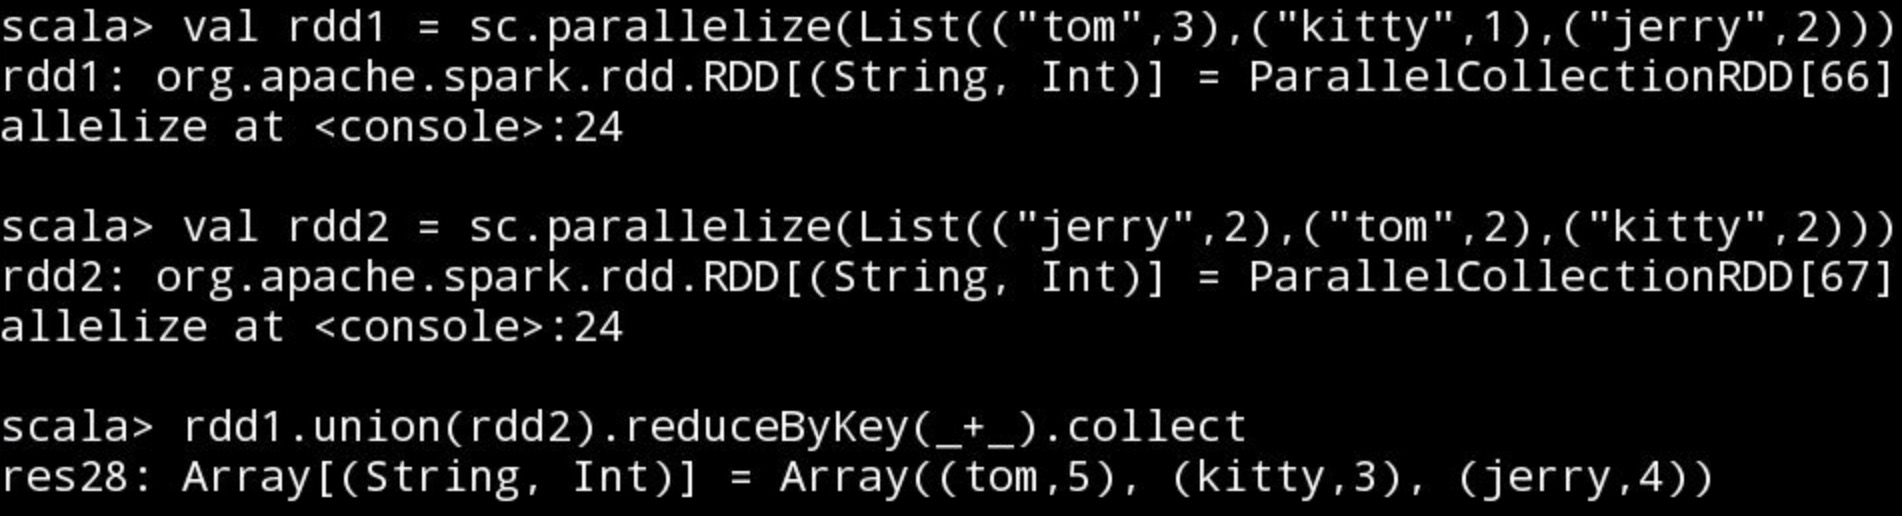 scala> val rdd1 = sc.parallelize(List(("tom",3),("kitty",1),("jerry",2)))
rdd1: org.apache.spark.rdd.RDD[(String, Int)] = ParallelCollectionRDD[66]
allelize at <console>:24
scala> val rdd2 = sc.parallelize(List(("jerry",2),("tom",2),("kitty",2)))
rdd2: org.apache.spark.rdd.RDD[(String, Int)] = ParallelCollectionRDD[67]
allelize at <console>:24
scala> rdd1.union(rdd2).reduceByKey(_+_).collect
res28: Array[(String, Int)] = Array((tom,5), (kitty,3), (jerry,4))